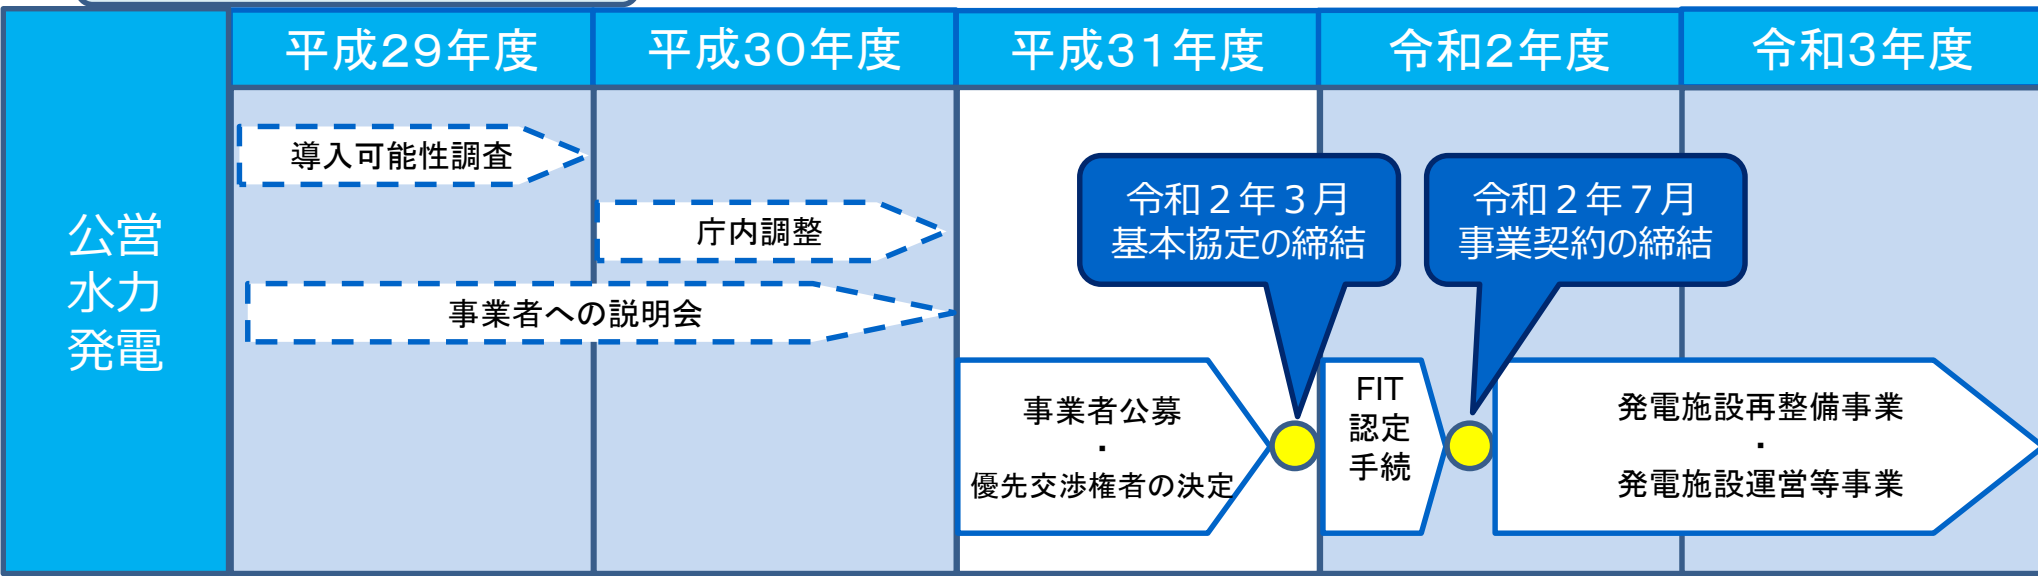 平成29年度
平成30年度
平成31年度
令和2年度
令和3年度
公営
水力
発電
導入可能性調査
庁内調整
事業者への説明会
令和２年３月
基本協定の締結
令和２年７月
事業契約の締結
事業者公募
・
優先交渉権者の決定
FIT
認定
手続
発電施設再整備事業
・
発電施設運営等事業